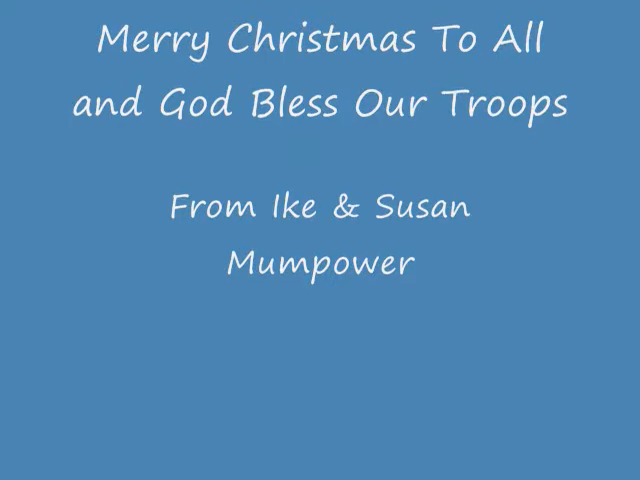 Merry Christmas To All
and God Bless Our Troops
From Ike & Susan
Mumpower